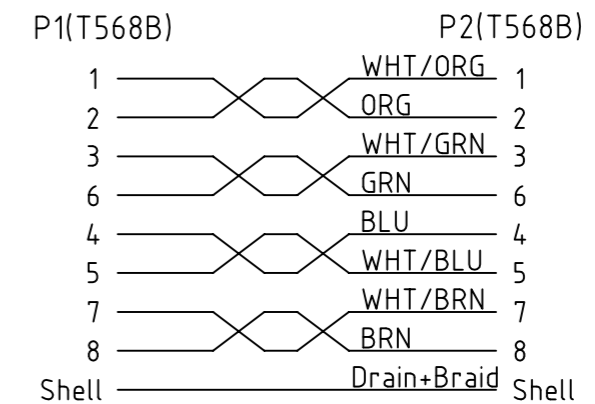 P1(T568B) P2(T568B)
1 WHT/ORG 1
2 ORG 2
3 WHT/GRN 3
6 GRN 6
4 BLU 4
5 WHT/BLU 5
7 WHT/BRN 7
8 BRN 8
Shell Drain+Braid Shell